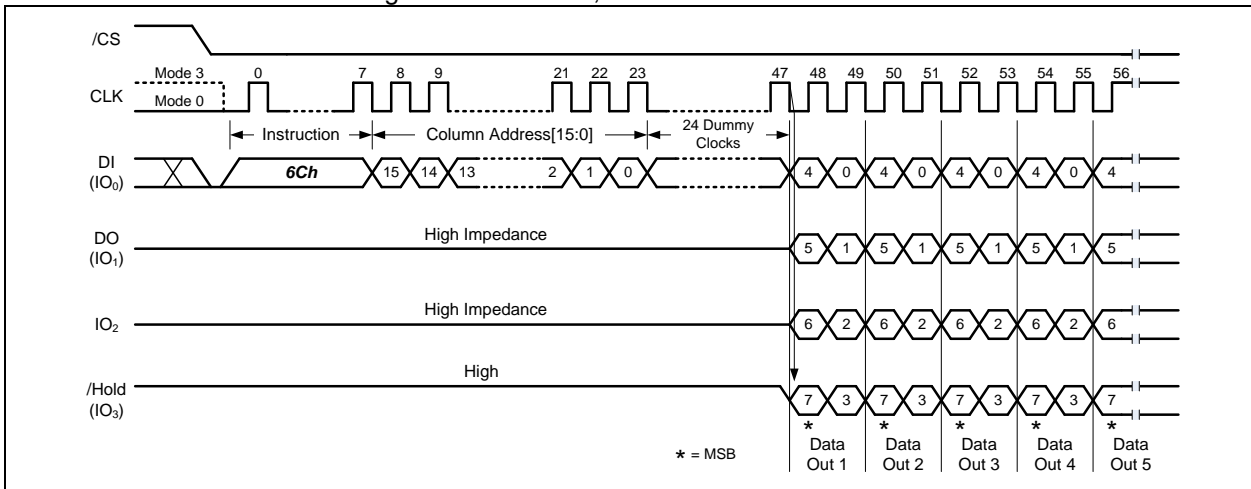 /CS
Mode 3 0 7 8 9 21 22 23 47 48 49 50 51 52 53 54 55 56
CLK
Mode 0
Instruction Column Address[15:0] 24 Dummy
Clocks
DI
(IO₀) 6Ch 15 14 13 2 1 0 4 0 4 0 4 0 4 0 4
DO High Impedance
(IO₁) 5 1 5 1 5 1 5 1 5
High Impedance
IO₂ 6 2 6 2 6 2 6 2 6
High
/Hold
(IO₃) 7 3 7 3 7 3 7 3 7
* * * * *
* = MSB
Data Data Data Data Data
Out 1 Out 2 Out 3 Out 4 Out 5